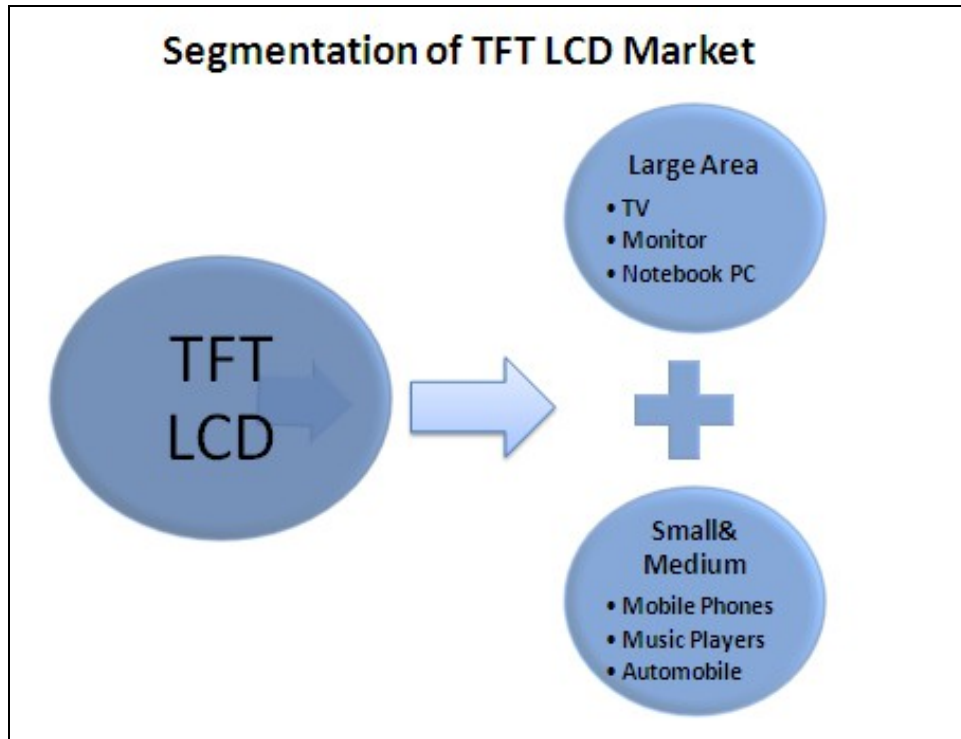 Segmentation of TFT LCD Market
TFT
LCD
Large Area
• TV
• Monitor
• Notebook PC
Small&
Medium
• Mobile Phones
• Music Players
• Automobile